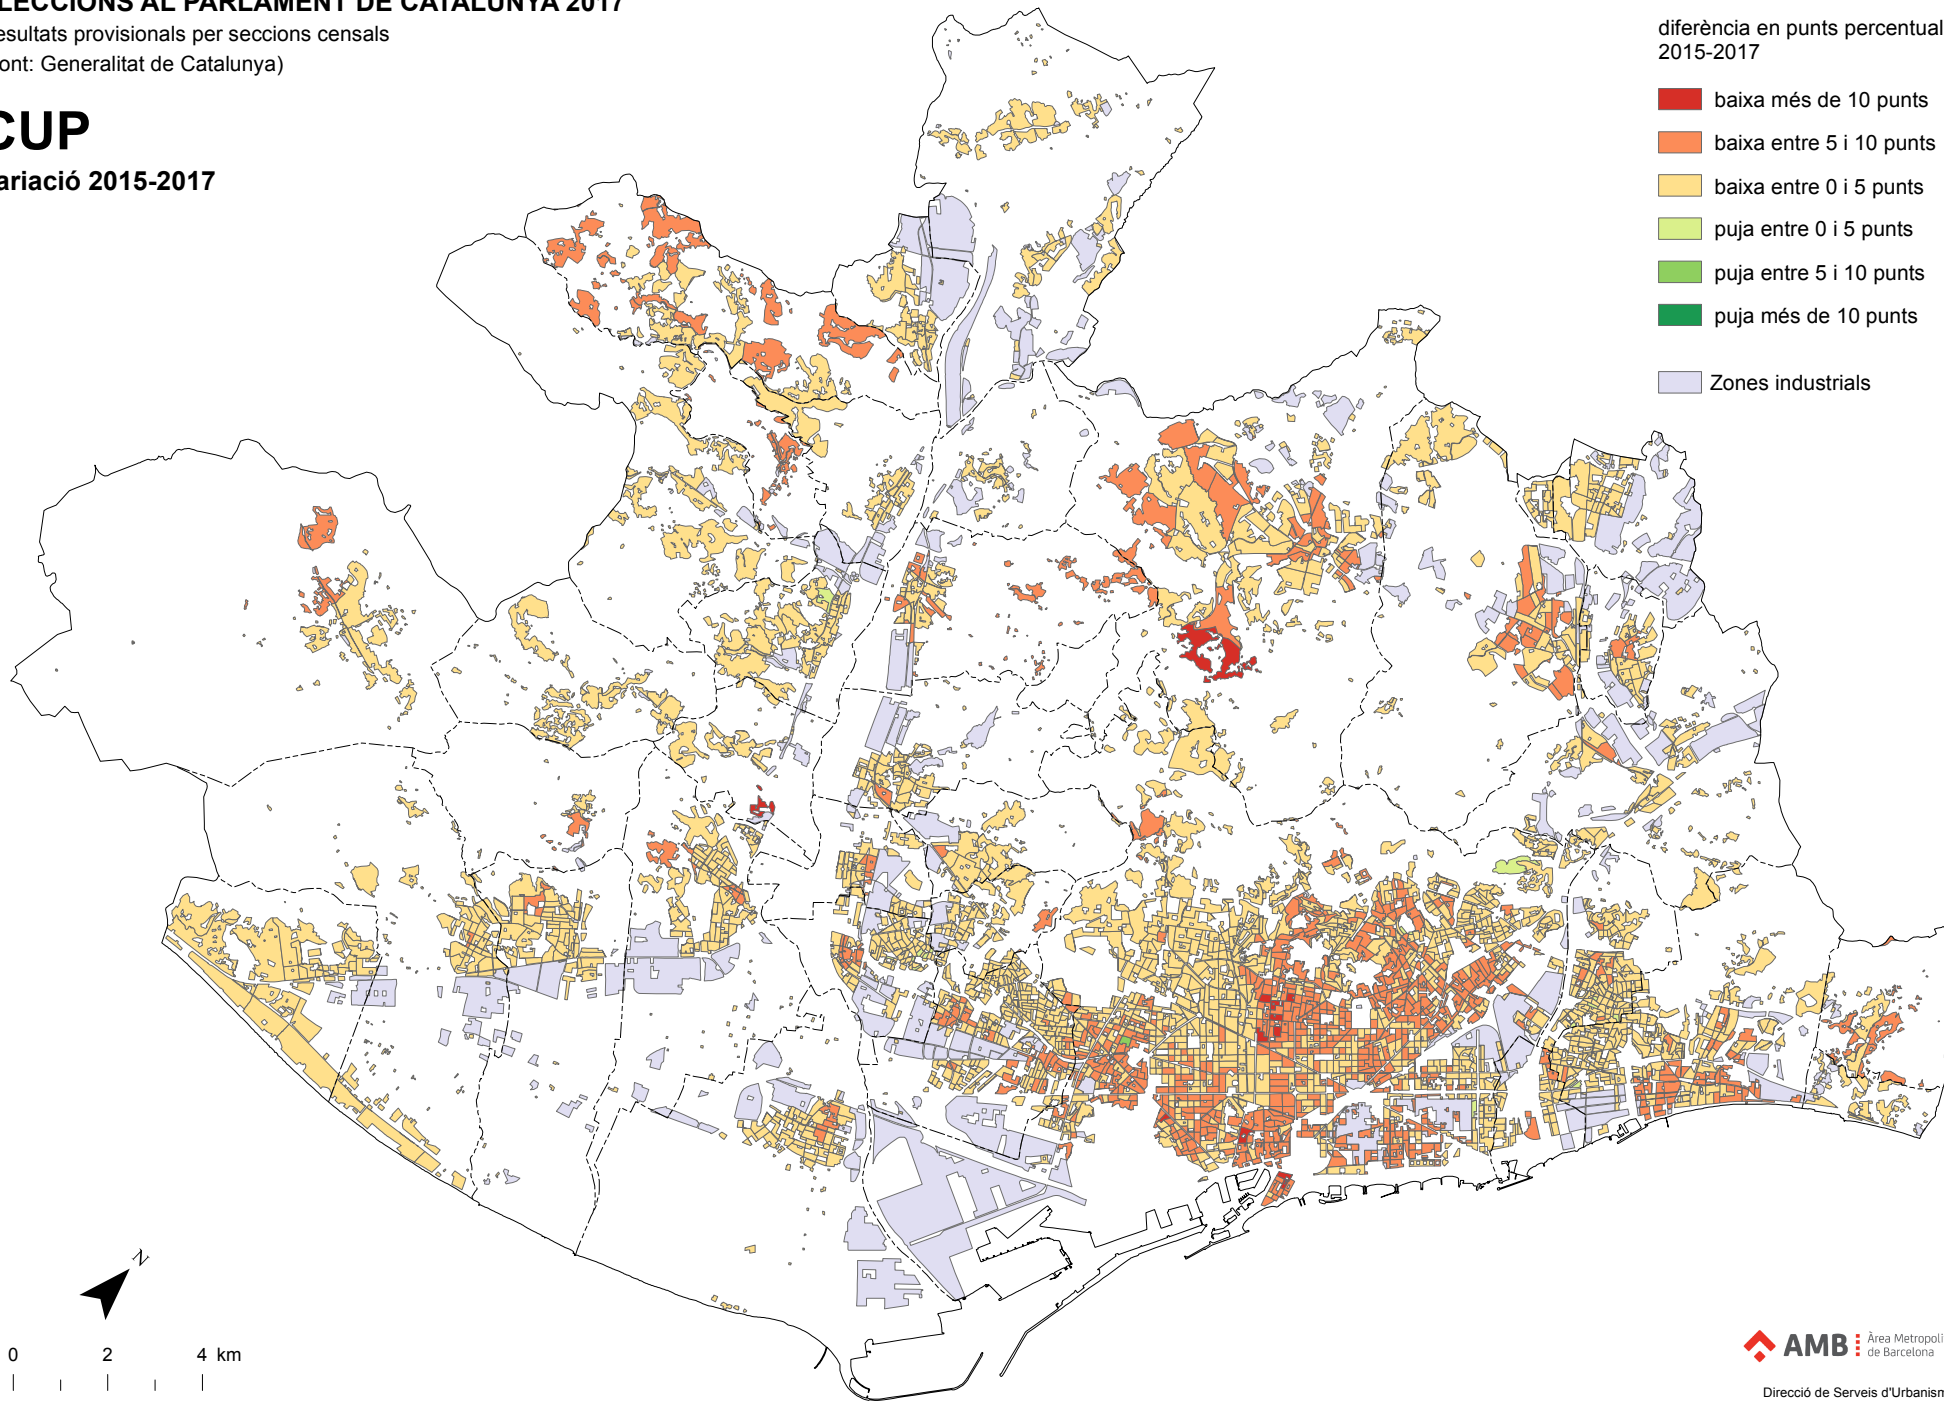 LECCIONS AL PARLAMENT DE CATALUNYA 2017
esultats provisionals per seccions censals
ont: Generalitat de Catalunya)
CUP
ariació 2015-2017
diferència en punts percentual
2015-2017
baixa més de 10 punts
baixa entre 5 i 10 punts
baixa entre 0 i 5 punts
puja entre 0 i 5 punts
puja entre 5 i 10 punts
puja més de 10 punts
Zones industrials
N
0 2 4 km
AMB Àrea Metropoli
de Barcelona
Direcció de Serveis d'Urbanism